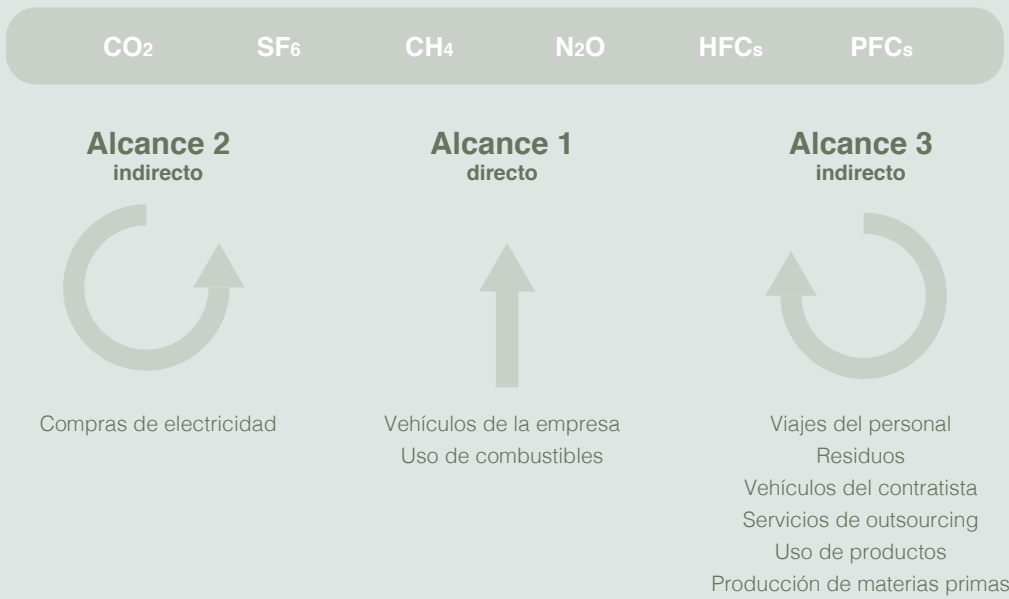 CO2 SF6 CH4 N2O HFCs PFCs
Alcance 2
indirecto
Compras de electricidad
Alcance 1
directo
Vehículos de la empresa
Uso de combustibles
Alcance 3
indirecto
Viajes del personal
Residuos
Vehículos del contratista
Servicios de outsourcing
Uso de productos
Producción de materias primas